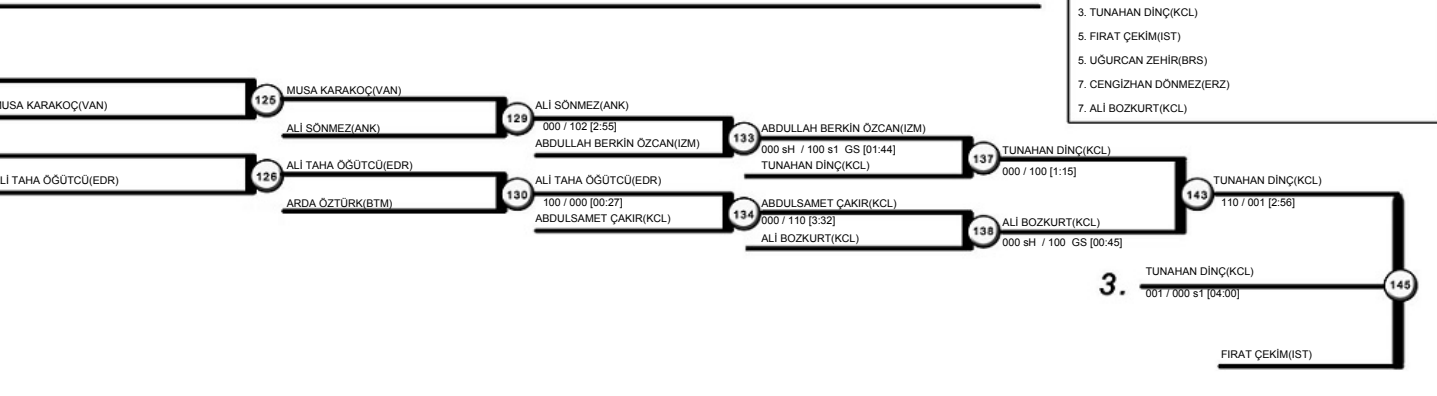 3. TUNAHAN DİNÇ(KCL)
5. FIRAT ÇEKİM(IST)
5. UĞURCAN ZEHİR(BRS)
7. CENGİZHAN DÖNMEZ(ERZ)
7. ALİ BOZKURT(KCL)
KARAKOÇ(VAN)
125
MUSA KARAKOÇ(VAN)
ALİ SÖNMEZ(ANK)
129
ALİ SÖNMEZ(ANK)
000 / 102 [2:55]
ABDULLAH BERKİN ÖZCAN(IZM)
133
ABDULLAH BERKİN ÖZCAN(IZM)
000 sH / 100 s1 GS [01:44]
TUNAHAN DİNÇ(KCL)
137
TUNAHAN DİNÇ(KCL)
000 / 100 [1:15]
TAHA ÖĞÜTCÜ(EDR)
126
ALİ TAHA ÖĞÜTCÜ(EDR)
ARDA ÖZTÜRK(BTM)
130
ALİ TAHA ÖĞÜTCÜ(EDR)
100 / 000 [00:27]
ABDULSAMET ÇAKIR(KCL)
134
ABDULSAMET ÇAKIR(KCL)
000 / 110 [3:32]
ALİ BOZKURT(KCL)
138
ALİ BOZKURT(KCL)
000 sH / 100 GS [00:45]
143
TUNAHAN DİNÇ(KCL)
110 / 001 [2:56]
3.
TUNAHAN DİNÇ(KCL)
001 / 000 s1 [04:00]
145
FIRAT ÇEKİM(IST)